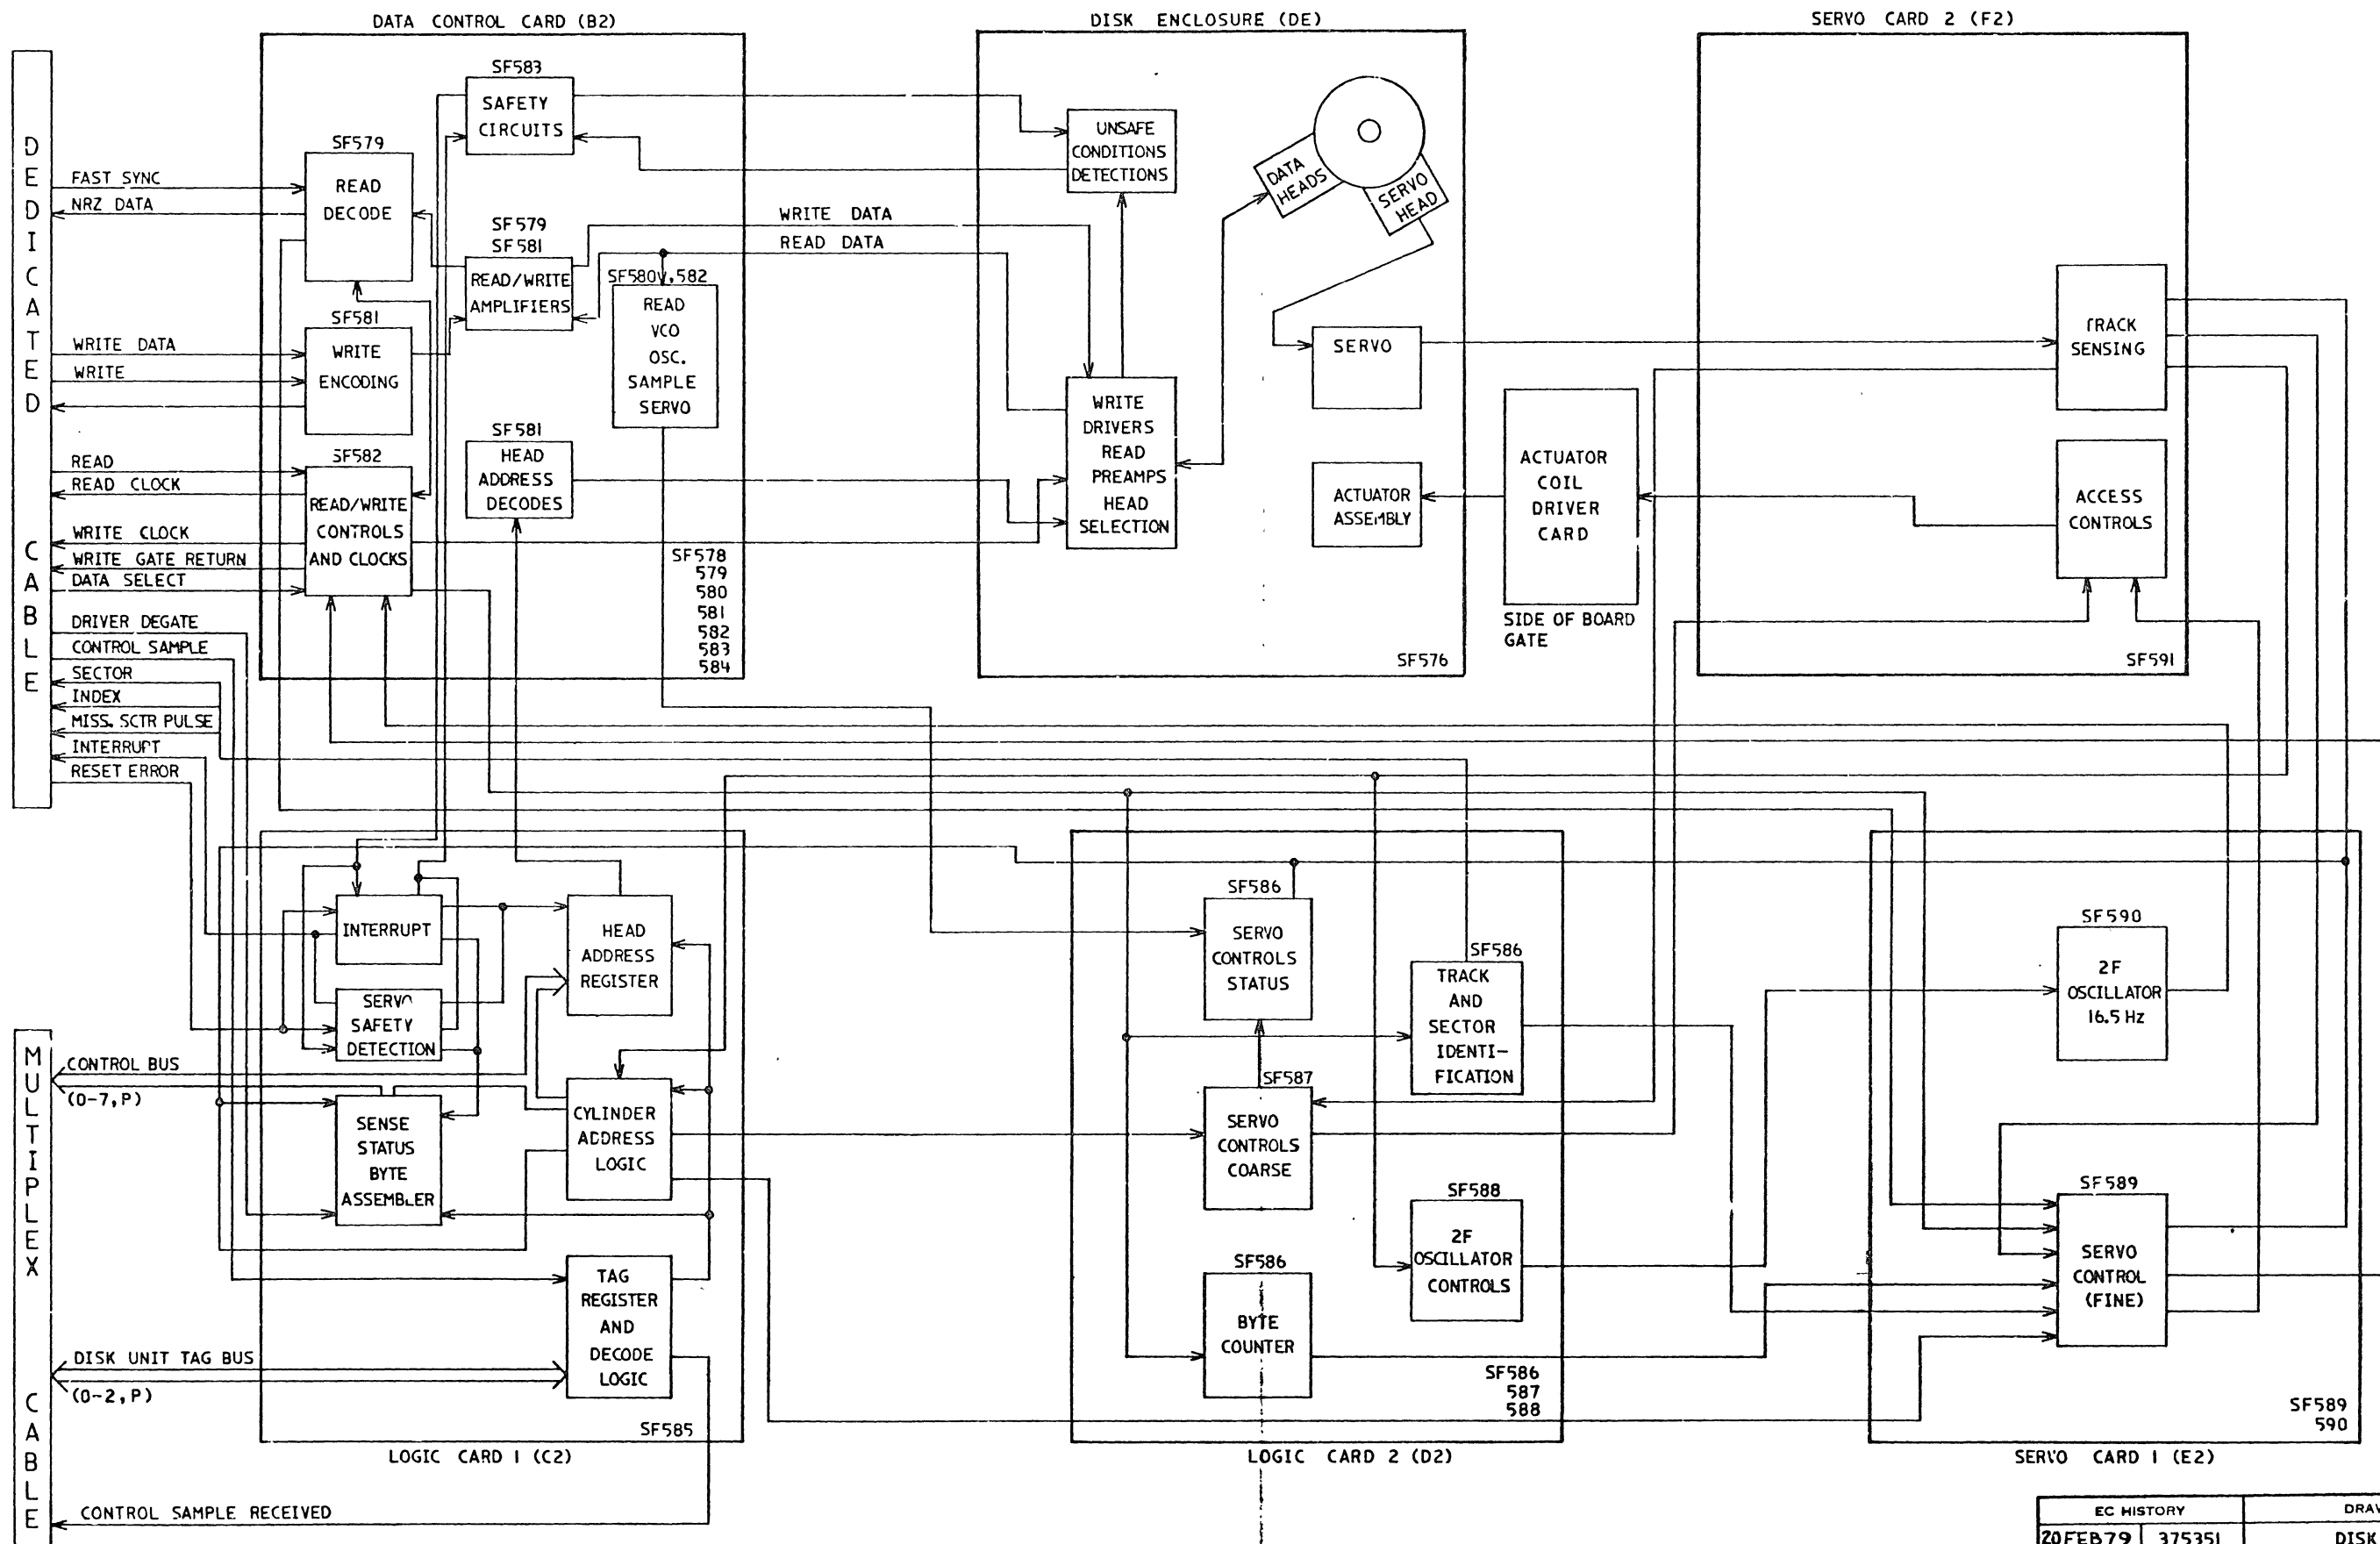 DATA CONTROL CARD (B2)
DISK ENCLOSURE (DE)
SERVO CARD 2 (F2)
DEDICATED CABLE
FAST SYNC
NRZ DATA
WRITE DATA
WRITE
READ
READ CLOCK
WRITE CLOCK
WRITE GATE RETURN
DATA SELECT
DRIVER DEGATE
CONTROL SAMPLE
SECTOR
INDEX
MISS. SCTR PULSE
INTERRUPT
RESET ERROR
SF583
SAFETY
CIRCUITS
SF579
READ
DECODE
SF579
SF581
READ/WRITE
AMPLIFIERS
SF580,582
READ
VCO
OSC.
SAMPLE
SERVO
SF581
WRITE
ENCODING
SF581
HEAD
ADDRESS
DECODES
SF582
READ/WRITE
CONTROLS
AND CLOCKS
SF578
579
580
581
582
583
584
WRITE DATA
READ DATA
UNSAFE
CONDITIONS
DETECTIONS
DATA
HEADS
SERVO
HEAD
SERVO
WRITE
DRIVERS
READ
PREAMPS
HEAD
SELECTION
ACTUATOR
ASSEMBLY
SF576
ACTUATOR
COIL
DRIVER
CARD
SIDE OF BOARD
GATE
TRACK
SENSING
ACCESS
CONTROLS
SF591
MULTIPLEX CABLE
CONTROL BUS
(0-7,P)
DISK UNIT TAG BUS
(0-2,P)
CONTROL SAMPLE RECEIVED
INTERRUPT
SERVO
SAFETY
DETECTION
HEAD
ADDRESS
REGISTER
SENSE
STATUS
BYTE
ASSEMBLER
CYLINDER
ADDRESS
LOGIC
TAG
REGISTER
AND
DECODE
LOGIC
SF585
LOGIC CARD 1 (C2)
SF586
SERVO
CONTROLS
STATUS
SF586
TRACK
AND
SECTOR
IDENTI-
FICATION
SF587
SERVO
CONTROLS
COARSE
SF588
2F
OSCILLATOR
CONTROLS
SF586
BYTE
COUNTER
SF586
587
588
LOGIC CARD 2 (D2)
SF590
2F
OSCILLATOR
16.5 Hz
SF589
SERVO
CONTROL
(FINE)
SF589
590
SERVO CARD 1 (E2)
EC HISTORY
DRAW
20FEB79 375351 DISK